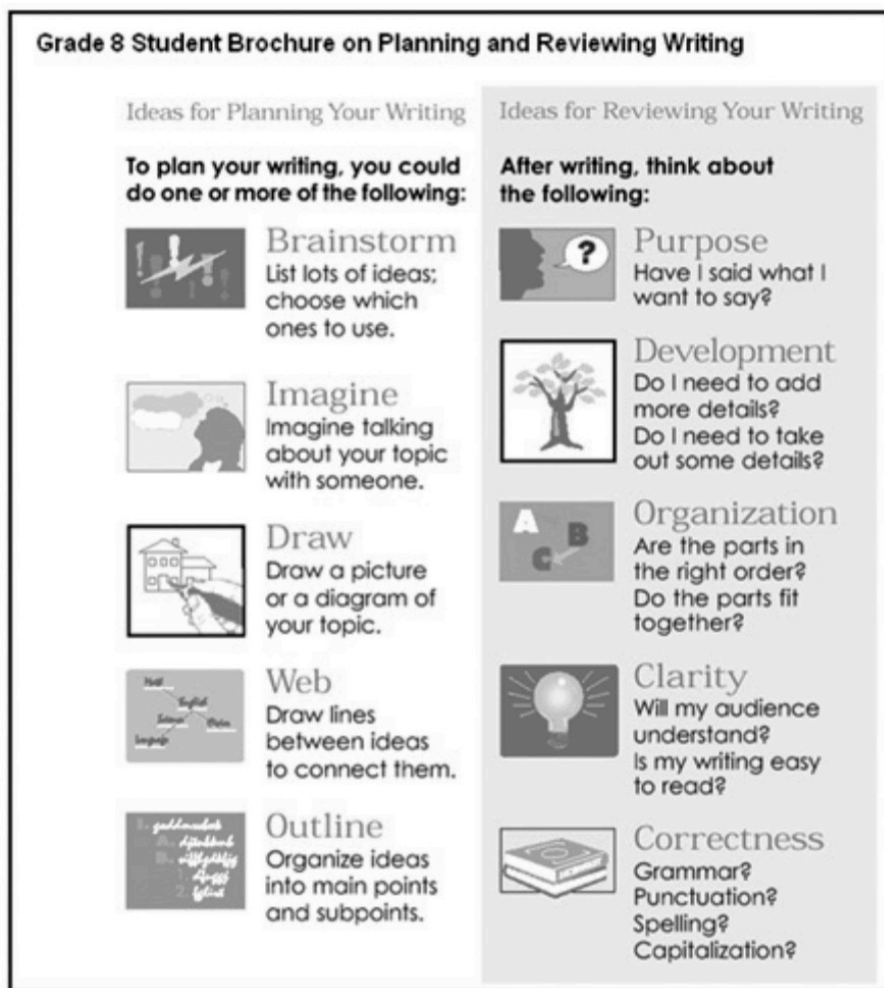 Grade 8 Student Brochure on Planning and Reviewing Writing
Ideas for Planning Your Writing
To plan your writing, you could
do one or more of the following:
Brainstorm
List lots of ideas;
choose which
ones to use.
Imagine
Imagine talking
about your topic
with someone.
Draw
Draw a picture
or a diagram of
your topic.
Web
Draw lines
between ideas
to connect them.
English
Science
Language
Outline
Organize ideas
into main points
and subpoints.
1.
A.
B.
1.
2.
Ideas for Reviewing Your Writing
After writing, think about
the following:
Purpose
Have I said what I
want to say?
?
Development
Do I need to add
more details?
Do I need to take
out some details?
Organization
Are the parts in
the right order?
Do the parts fit
together?
A
B
C
Clarity
Will my audience
understand?
Is my writing easy
to read?
Correctness
Grammar?
Punctuation?
Spelling?
Capitalization?